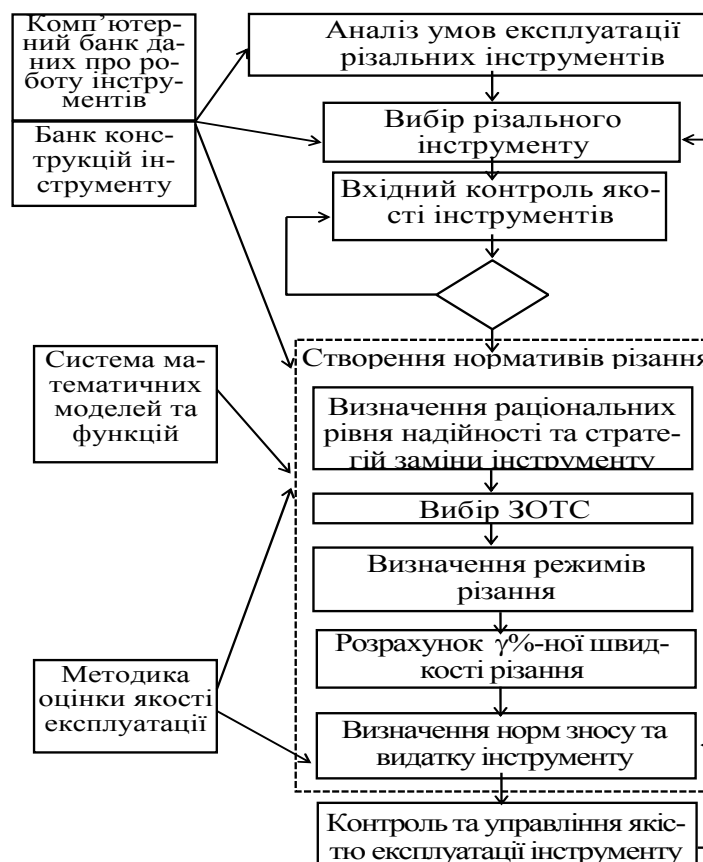 Комп’ютер-
ний банк да-
них про ро-
боту інстру-
ментів
Банк конс-
трукцій ін-
струменту
Аналіз умов експлуатації
різальних інструментів
Вибір різального
інструменту
Вхідний контроль яко-
сті інструментів
Створення нормативів різання
Система ма-
тематичних
моделей та
функцій
Визначення раціональних
рівня надійності та страте-
гій заміни інструменту
Вибір ЗОТС
Визначення режимів
різання
Розрахунок γ%-ної швид-
кості різання
Методика
оцінки якості
експлуатації
Визначення норм зносу та
видатку інструменту
Контроль та управління якіс-
тю експлуатації інструменту